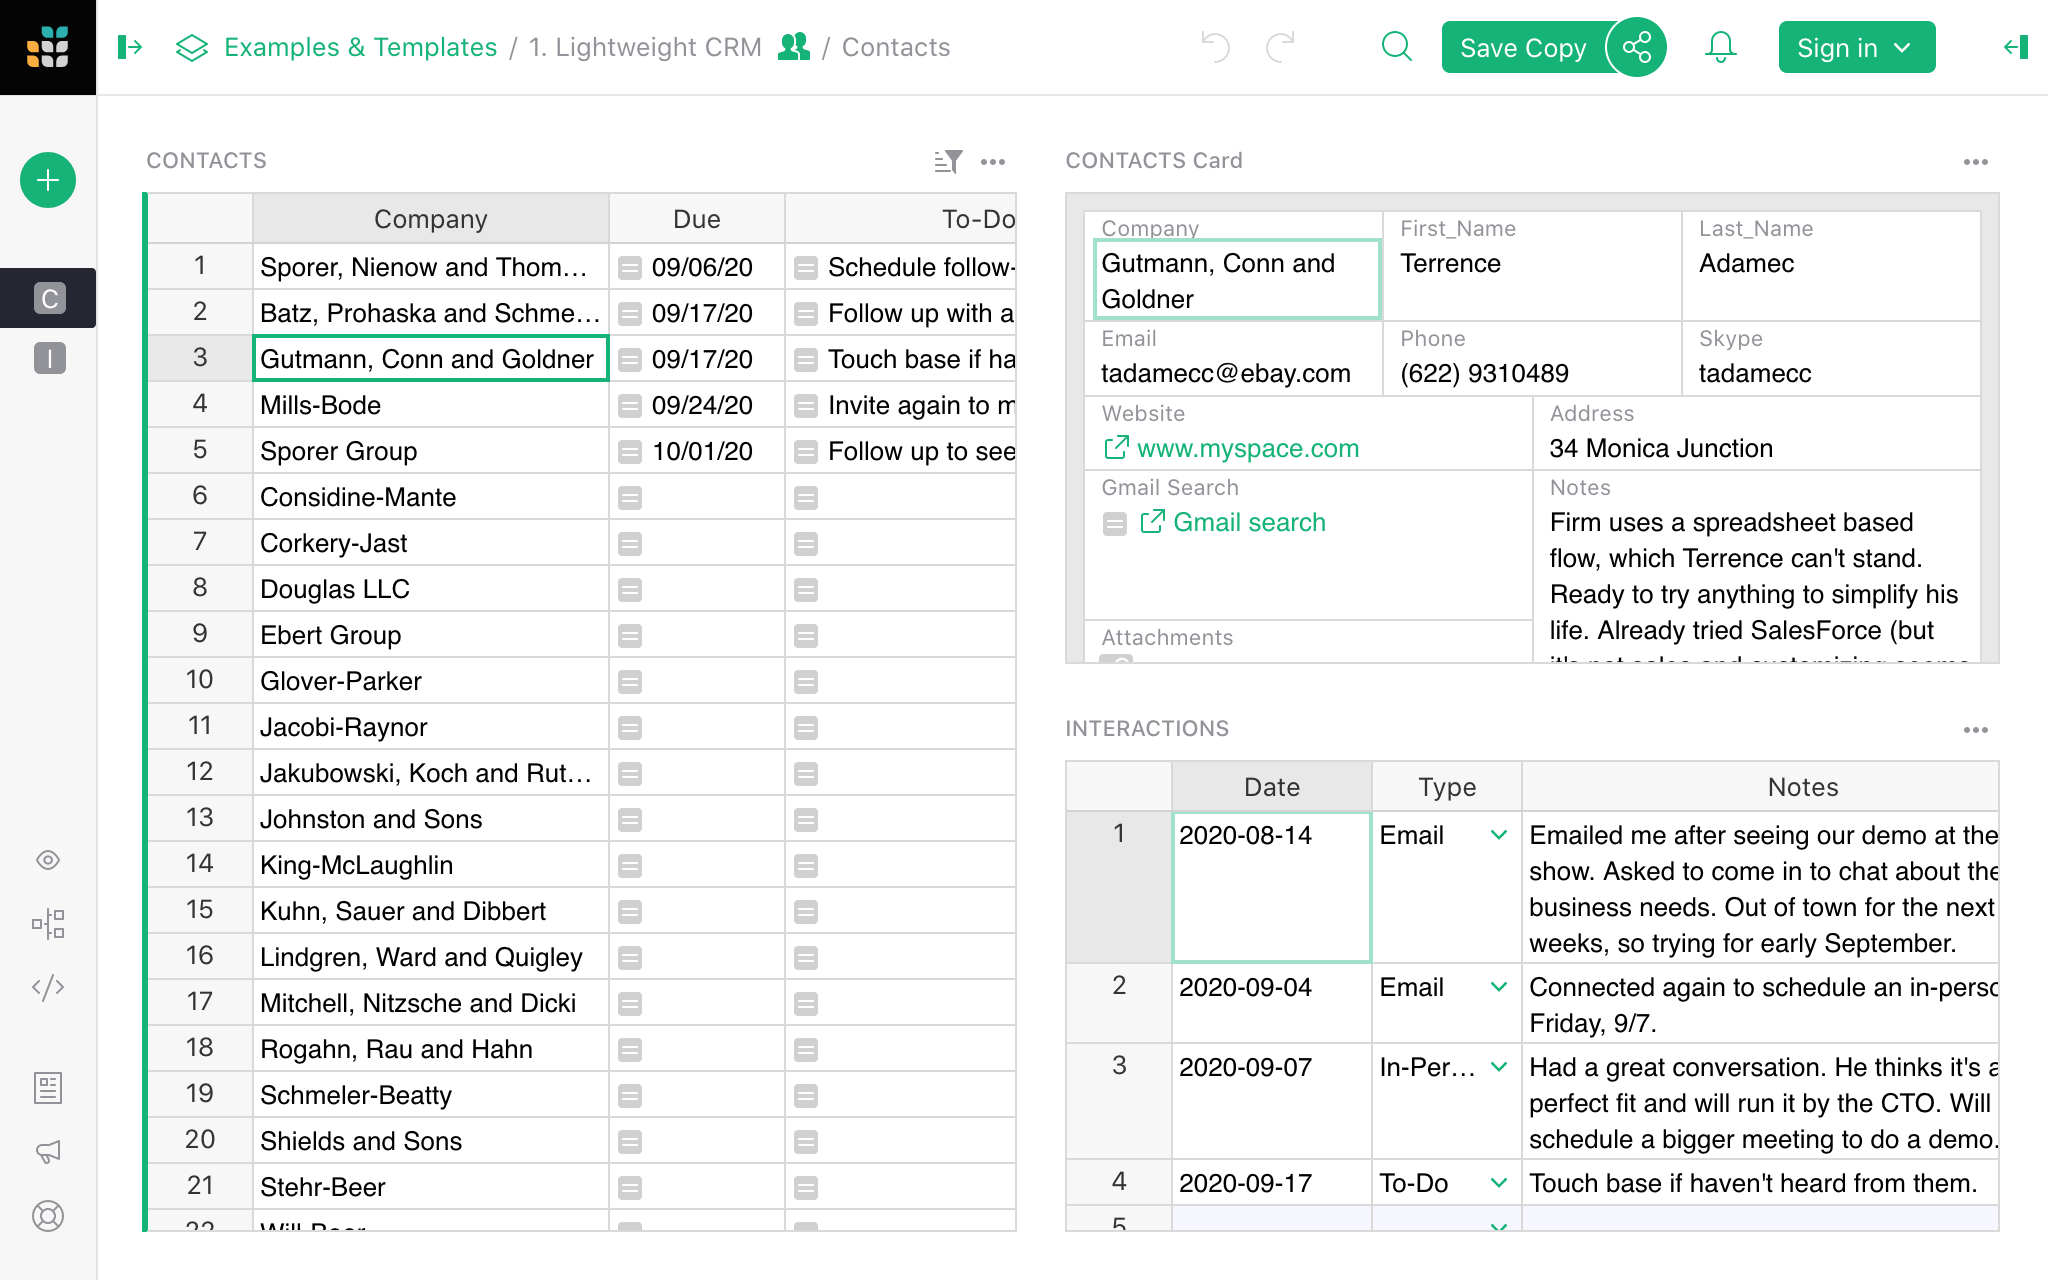 Examples & Templates / 1. Lightweight CRM / Contacts
Save Copy
Sign in
C
I
CONTACTS
Company Due To-Do
1 Sporer, Nienow and Thom… 09/06/20 Schedule follow-
2 Batz, Prohaska and Schme… 09/17/20 Follow up with a
3 Gutmann, Conn and Goldner 09/17/20 Touch base if ha
4 Mills-Bode 09/24/20 Invite again to m
5 Sporer Group 10/01/20 Follow up to see
6 Considine-Mante
7 Corkery-Jast
8 Douglas LLC
9 Ebert Group
10 Glover-Parker
11 Jacobi-Raynor
12 Jakubowski, Koch and Rut…
13 Johnston and Sons
14 King-McLaughlin
15 Kuhn, Sauer and Dibbert
16 Lindgren, Ward and Quigley
17 Mitchell, Nitzsche and Dicki
18 Rogahn, Rau and Hahn
19 Schmeler-Beatty
20 Shields and Sons
21 Stehr-Beer
22
CONTACTS Card
Company
Gutmann, Conn and
Goldner
First_Name
Terrence
Last_Name
Adamec
Email
tadamecc@ebay.com
Phone
(622) 9310489
Skype
tadamecc
Website
www.myspace.com
Address
34 Monica Junction
Gmail Search
Gmail search
Notes
Firm uses a spreadsheet based
flow, which Terrence can't stand.
Ready to try anything to simplify his
life. Already tried SalesForce (but
it's not sales and customizing seems
Attachments
INTERACTIONS
Date Type Notes
1 2020-08-14 Email Emailed me after seeing our demo at the
show. Asked to come in to chat about the
business needs. Out of town for the next
weeks, so trying for early September.
2 2020-09-04 Email Connected again to schedule an in-perso
Friday, 9/7.
3 2020-09-07 In-Per… Had a great conversation. He thinks it's a
perfect fit and will run it by the CTO. Will
schedule a bigger meeting to do a demo.
4 2020-09-17 To-Do Touch base if haven't heard from them.
5